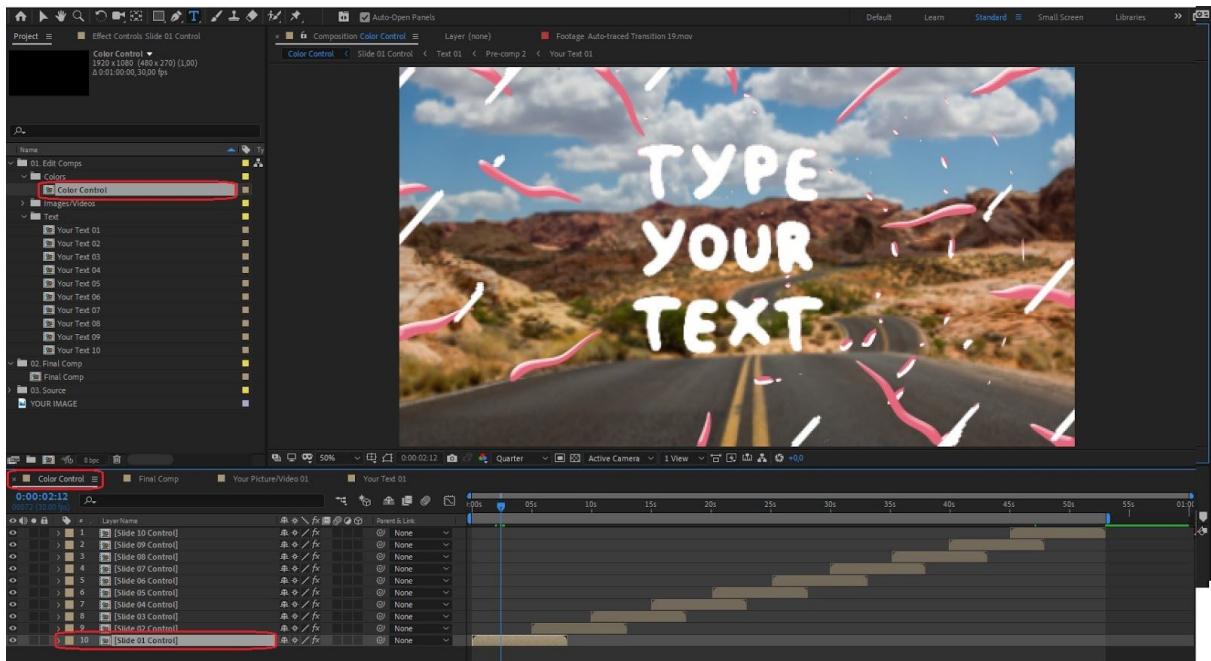 Auto-Open Panels
Default Learn Standard Small Screen Libraries
Project Effect Controls Slide 01 Control
Composition Color Control Layer (none) Footage Auto-traced Transition 19.mov
Color Control
1920 x 1080 (480 x 270) (1,00)
Δ 0:01:00:00, 30,00 fps
Color Control Slide 01 Control Text 01 Pre-comp 2 Your Text 01
Name Ty
01. Edit Comps
Colors
Color Control
Images/Videos
Text
Your Text 01
Your Text 02
Your Text 03
Your Text 04
Your Text 05
Your Text 06
Your Text 07
Your Text 08
Your Text 09
Your Text 10
02. Final Comp
Final Comp
03. Source
YOUR IMAGE
TYPE
YOUR
TEXT
8 bpc
50% 0:00:02:12 Quarter Active Camera 1 View +0,0
Color Control Final Comp Your Picture/Video 01 Your Text 01
0:00:02:12
00072 (30.00 fps)
:00s 05s 10s 15s 20s 25s 30s 35s 40s 45s 50s 55s 01:00
# Layer Name Parent & Link
1 [Slide 10 Control] None
2 [Slide 09 Control] None
3 [Slide 08 Control] None
4 [Slide 07 Control] None
5 [Slide 06 Control] None
6 [Slide 05 Control] None
7 [Slide 04 Control] None
8 [Slide 03 Control] None
9 [Slide 02 Control] None
10 [Slide 01 Control] None